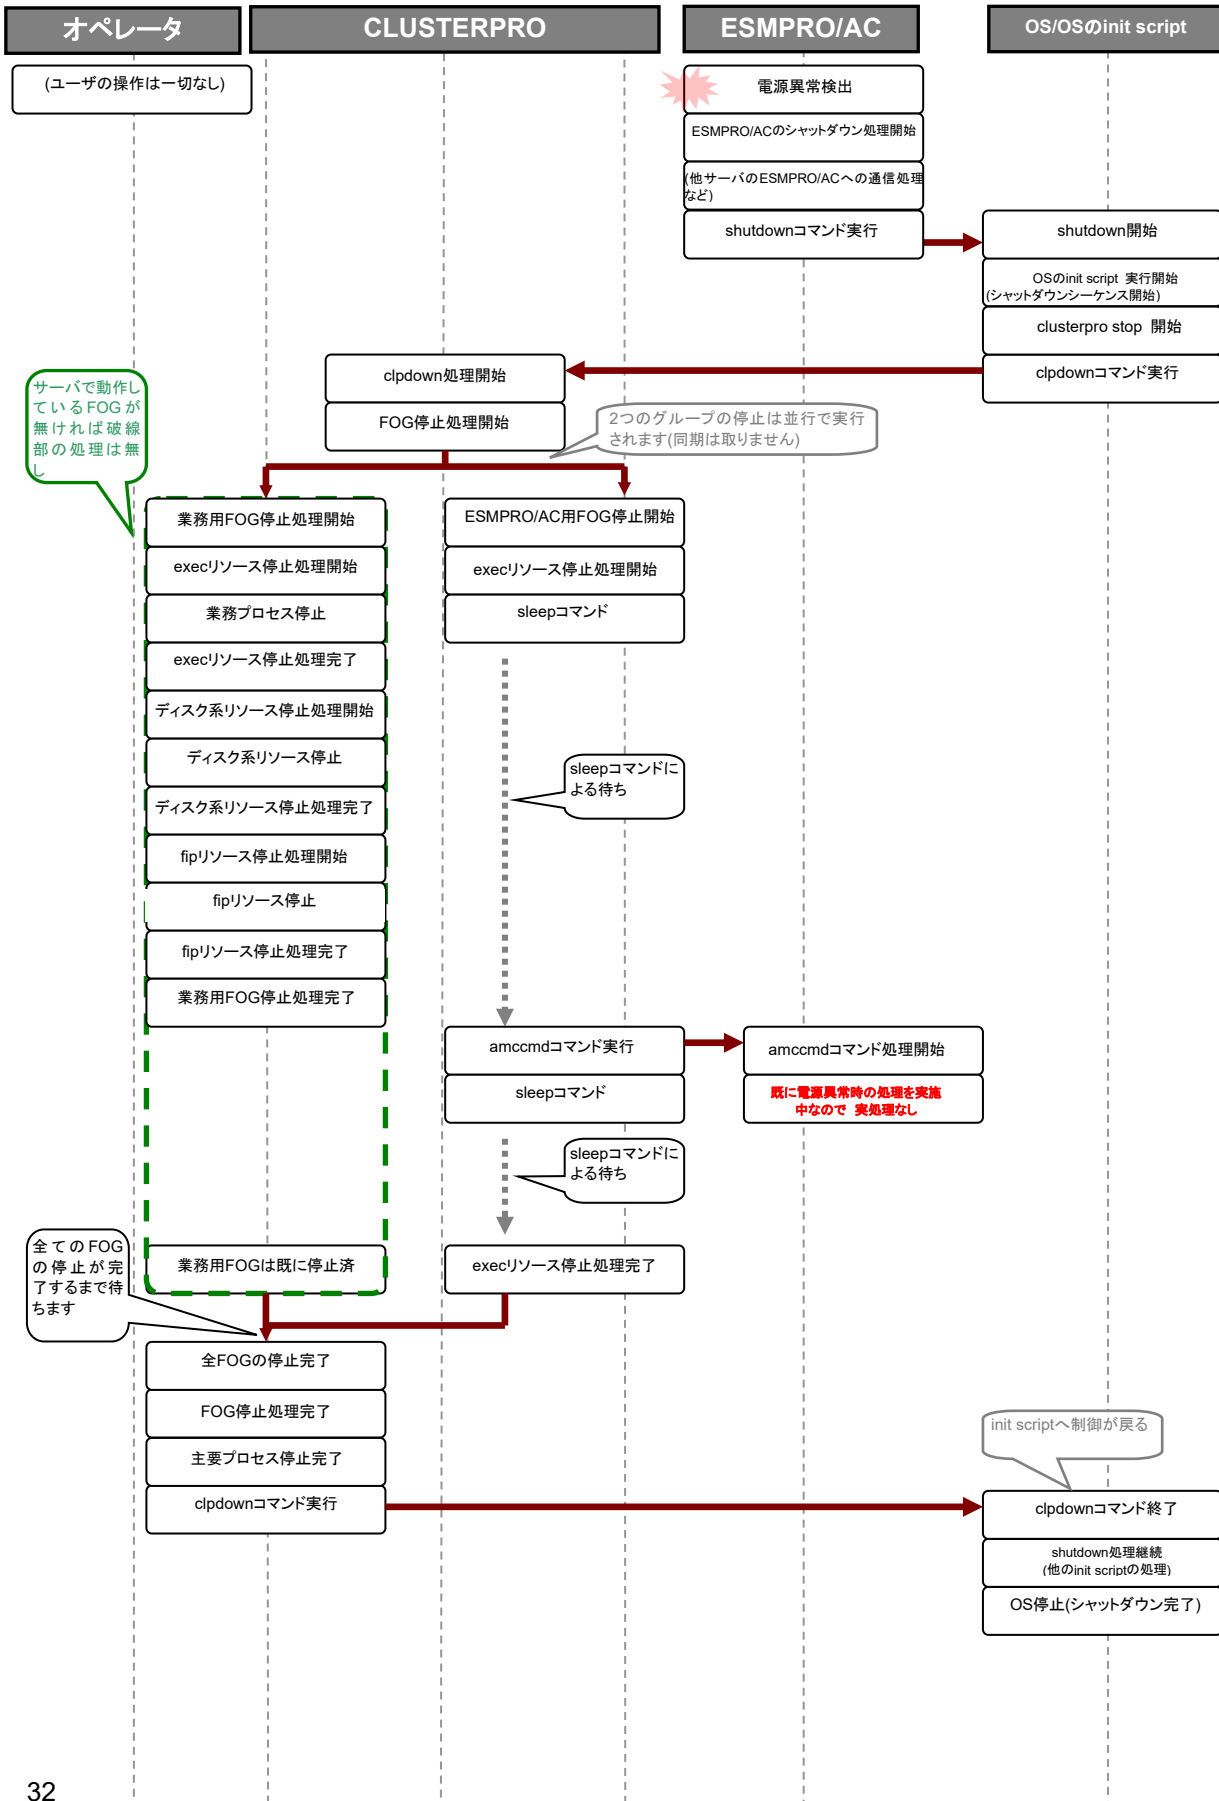 オペレータ
CLUSTERPRO
ESMPRO/AC
OS/OSのinit script
(ユーザの操作は一切なし)
電源異常検出
ESMPRO/ACのシャットダウン処理開始
(他サーバのESMPRO/ACへの通信処理
など)
shutdownコマンド実行
shutdown開始
OSのinit script 実行開始
(シャットダウンシーケンス開始)
clusterpro stop 開始
clpdownコマンド実行
clpdown処理開始
FOG停止処理開始
2つのグループの停止は並行で実行
されます(同期は取りません)
サーバで動作し
ているFOGが
無ければ破線
部の処理は無
し
業務用FOG停止処理開始
execリソース停止処理開始
業務プロセス停止
execリソース停止処理完了
ディスク系リソース停止処理開始
ディスク系リソース停止
ディスク系リソース停止処理完了
fipリソース停止処理開始
fipリソース停止
fipリソース停止処理完了
業務用FOG停止処理完了
ESMPRO/AC用FOG停止開始
execリソース停止処理開始
sleepコマンド
sleepコマンドに
よる待ち
amccmdコマンド実行
sleepコマンド
amccmdコマンド処理開始
既に電源異常時の処理を実施
中なので 実処理なし
sleepコマンドに
よる待ち
全てのFOG
の停止が完
了するまで待
ちます
業務用FOGは既に停止済
execリソース停止処理完了
全FOGの停止完了
FOG停止処理完了
主要プロセス停止完了
clpdownコマンド実行
init scriptへ制御が戻る
clpdownコマンド終了
shutdown処理継続
(他のinit scriptの処理)
OS停止(シャットダウン完了)
32